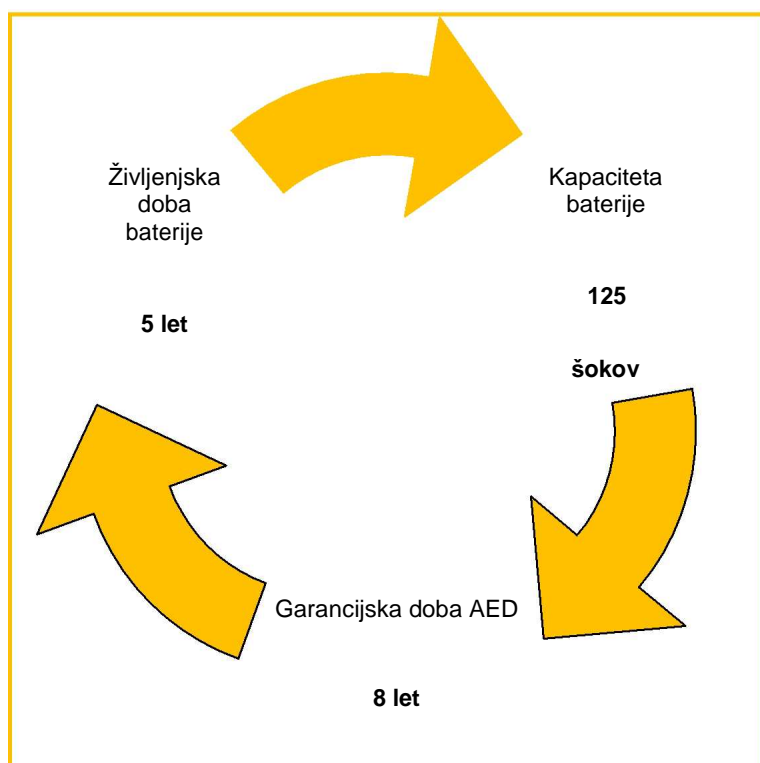 Življenjska
doba
baterije
5 let
Kapaciteta
baterije
125
šokov
Garancijska doba AED
8 let